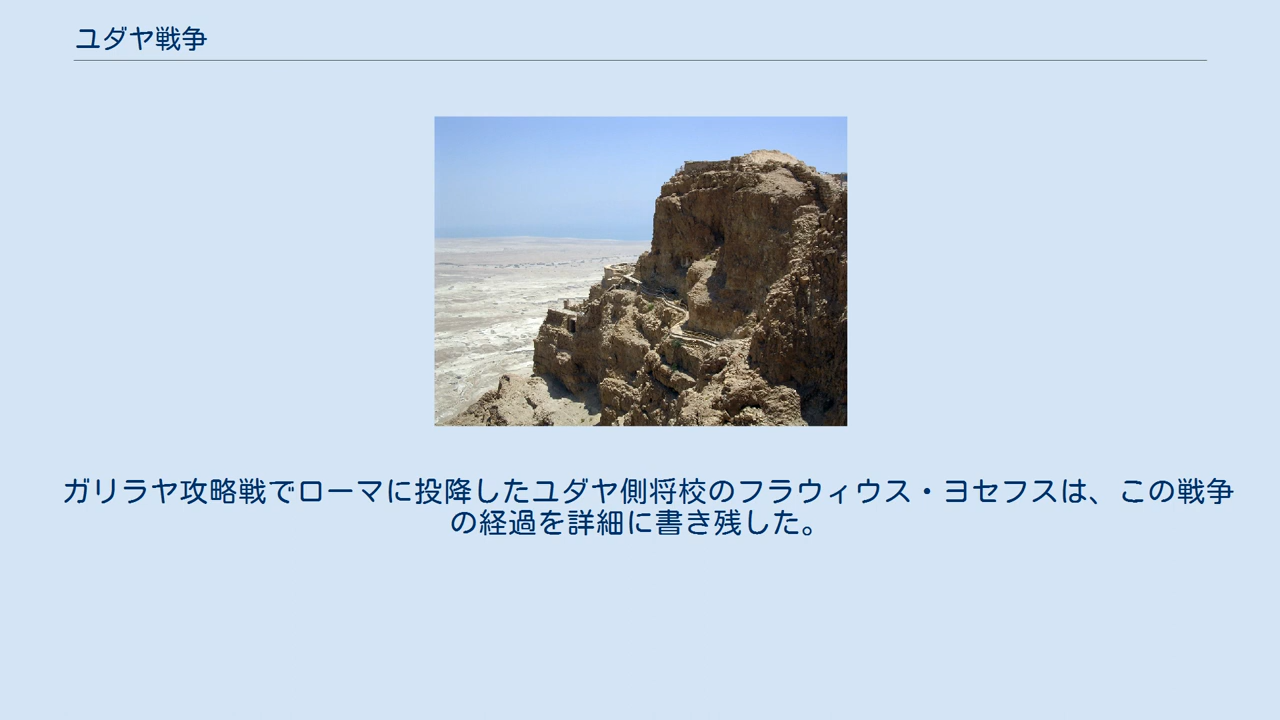 ユダヤ戦争
ガリラヤ攻略戦でローマに投降したユダヤ側将校のフラウィウス・ヨセフスは、この戦争
の経過を詳細に書き残した。